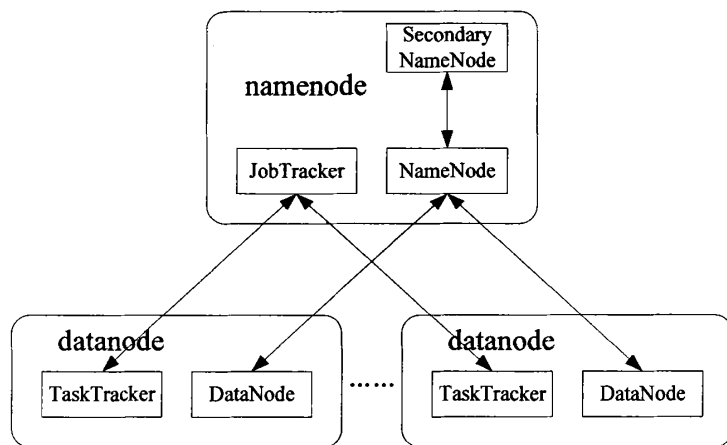 Secondary
NameNode
namenode
JobTracker
NameNode
datanode
datanode
TaskTracker
DataNode
······
TaskTracker
DataNode